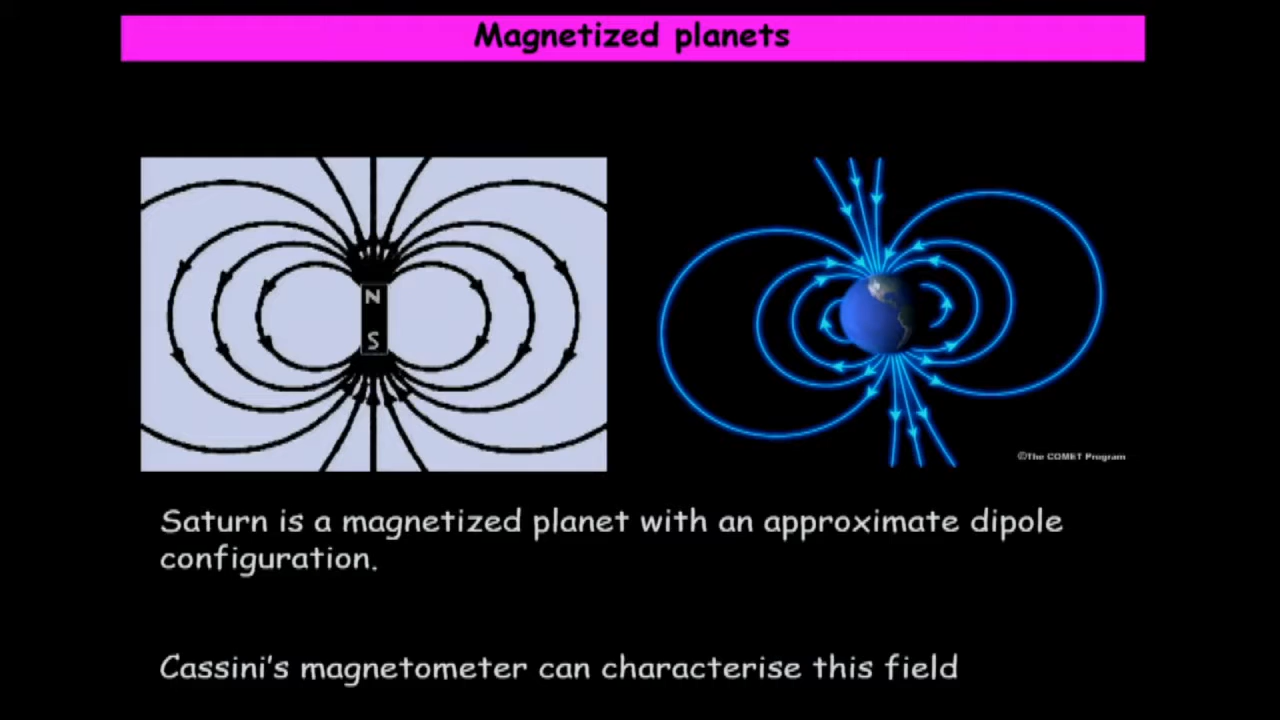 Magnetized planets
N
S
©The COMET Program
Saturn is a magnetized planet with an approximate dipole
configuration.
Cassini's magnetometer can characterise this field